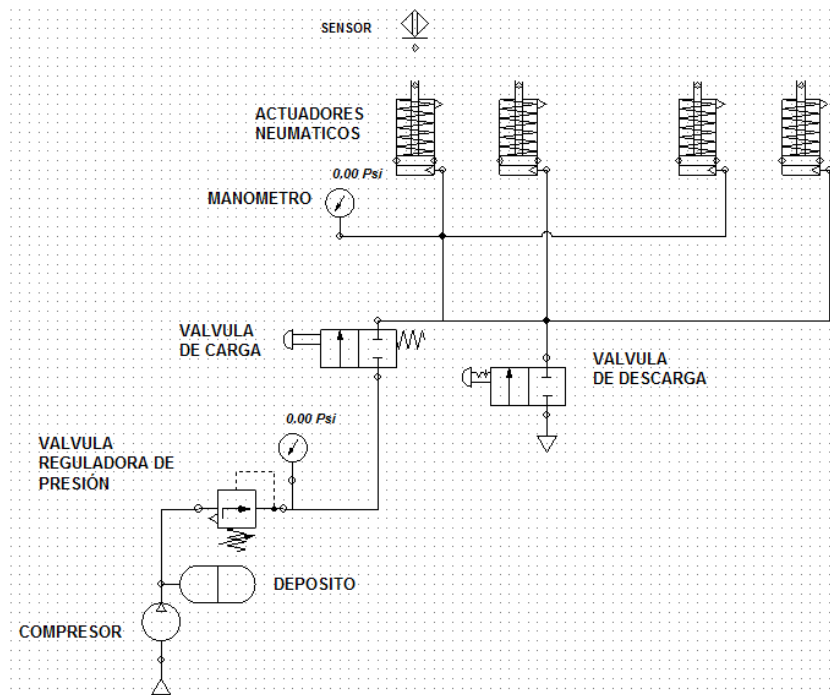 SENSOR
ACTUADORES
NEUMATICOS
0.00 Psi
MANOMETRO
VALVULA
DE CARGA
VALVULA
DE DESCARGA
0.00 Psi
VALVULA
REGULADORA DE
PRESIÓN
DEPOSITO
COMPRESOR